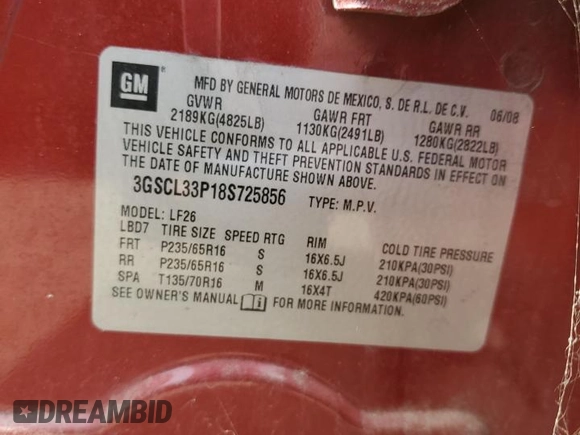 GM
MFD BY GENERAL MOTORS DE MEXICO, S. DE R.L. DE C.V. 06/08
GVWR GAWR FRT GAWR RR
2189KG(4825LB) 1130KG(2491LB) 1280KG(2822LB)
THIS VEHICLE CONFORMS TO ALL APPLICABLE U.S. FEDERAL MOTOR
VEHICLE SAFETY AND THEFT PREVENTION STANDARDS IN EFFECT ON
THE DATE OF MANUFACTURE SHOWN ABOVE.
3GSCL33P18S725856 TYPE: M.P.V.
MODEL: LF26
LBD7 TIRE SIZE SPEED RTG RIM COLD TIRE PRESSURE
FRT P235/65R16 S 16X6.5J 210KPA(30PSI)
RR P235/65R16 S 16X6.5J 210KPA(30PSI)
SPA T135/70R16 M 16X4T 420KPA(60PSI)
SEE OWNER'S MANUAL i FOR MORE INFORMATION.
DREAMBID